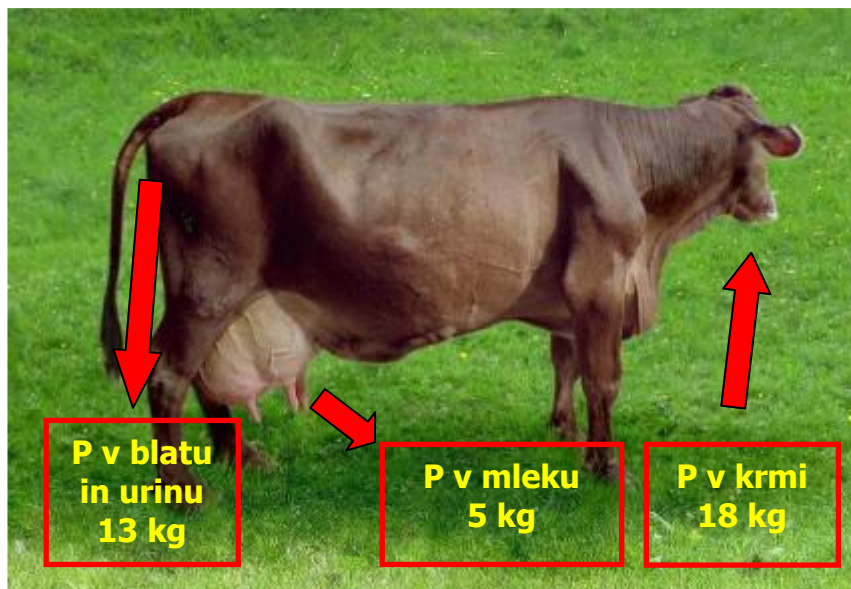 P v blatu
in urinu
13 kg
P v mleku
5 kg
P v krmi
18 kg